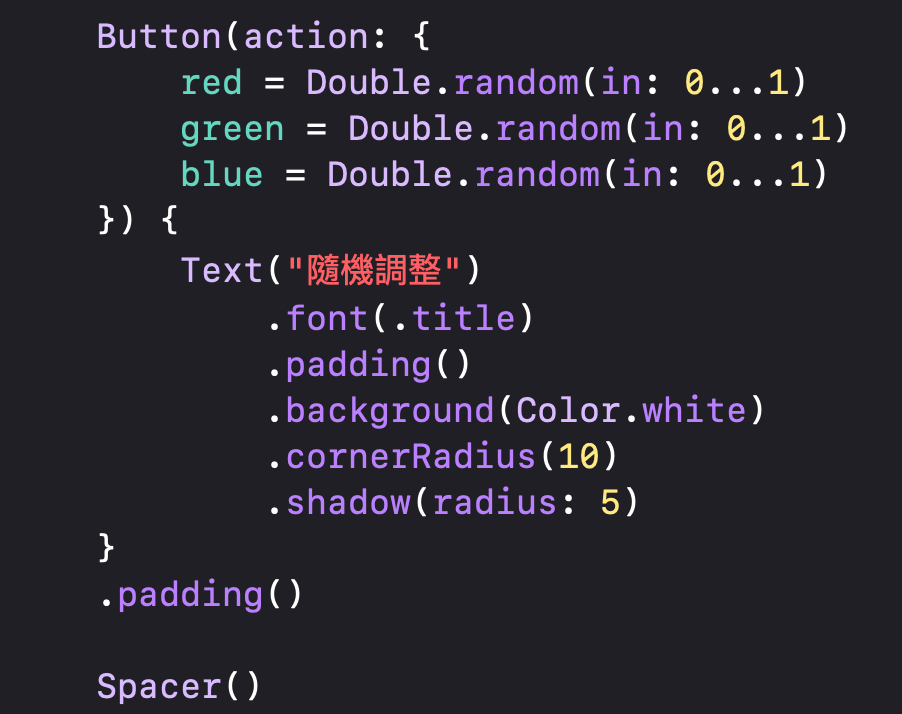 Button(action: {
red = Double.random(in: 0...1)
green = Double.random(in: 0...1)
blue = Double.random(in: 0...1)
}) {
Text("隨機調整")
.font(.title)
.padding()
.background(Color.white)
.cornerRadius(10)
.shadow(radius: 5)
}
.padding()
Spacer()